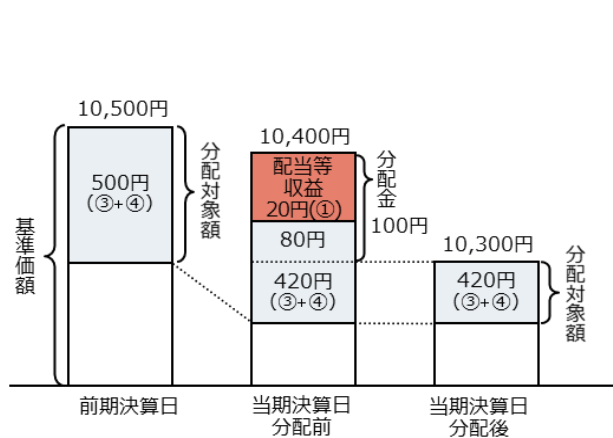 10,500円
500円
(③+④)
分配対象額
基準価額
前期決算日
10,400円
配当等
収益
20円(①)
80円
420円
(③+④)
分配金
100円
当期決算日
分配前
10,300円
420円
(③+④)
分配対象額
当期決算日
分配後